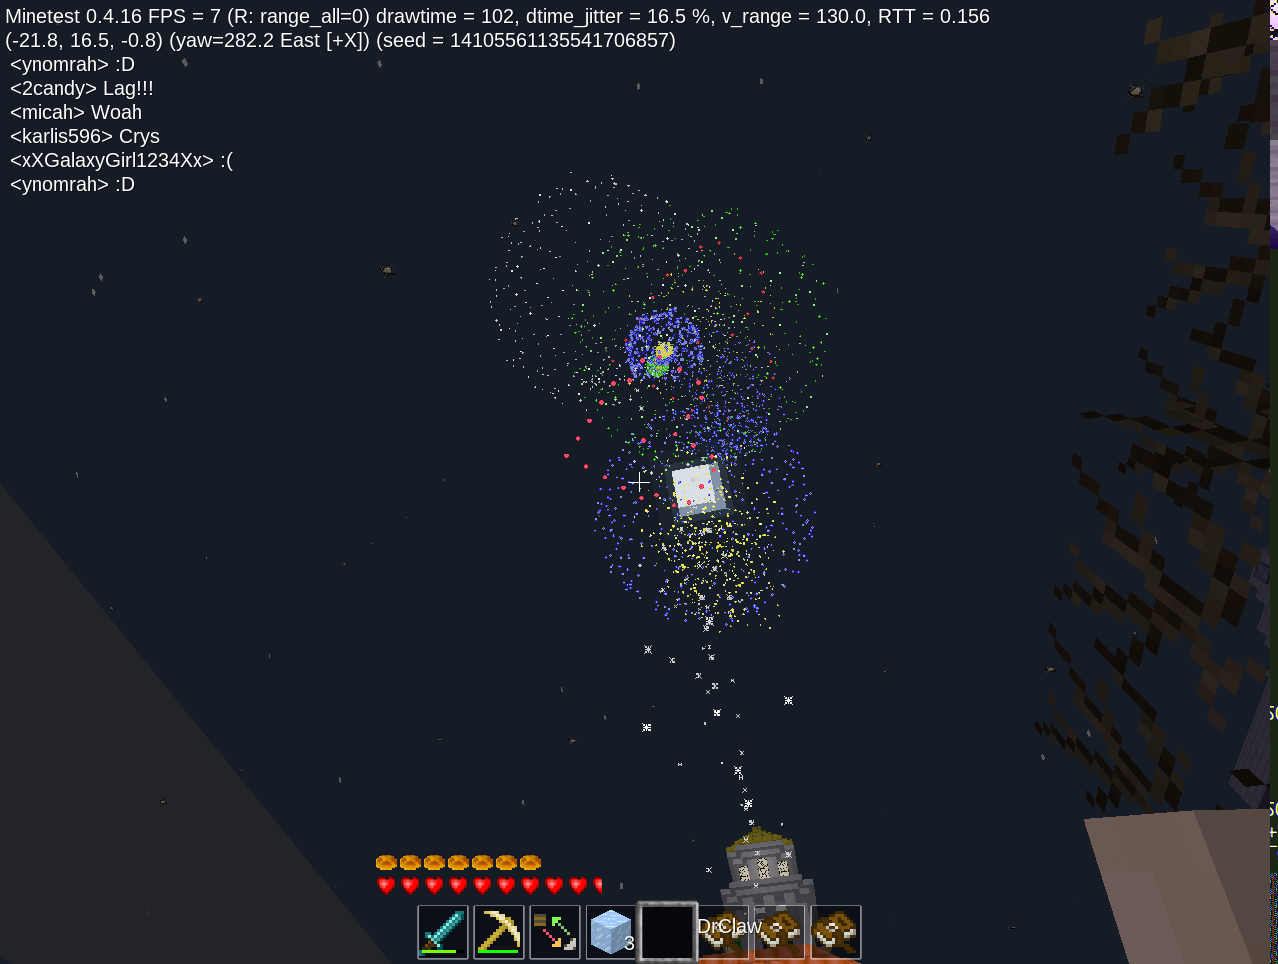 Minetest 0.4.16 FPS = 7 (R: range_all=0) drawtime = 102, dtime_jitter = 16.5 %, v_range = 130.0, RTT = 0.156
(-21.8, 16.5, -0.8) (yaw=282.2 East [+X]) (seed = 14105561135541706857)
<ynomrah> :D
<2candy> Lag!!!
<micah> Woah
<karlis596> Crys
<xXGalaxyGirl1234Xx> :(
<ynomrah> :D
DrClaw
3